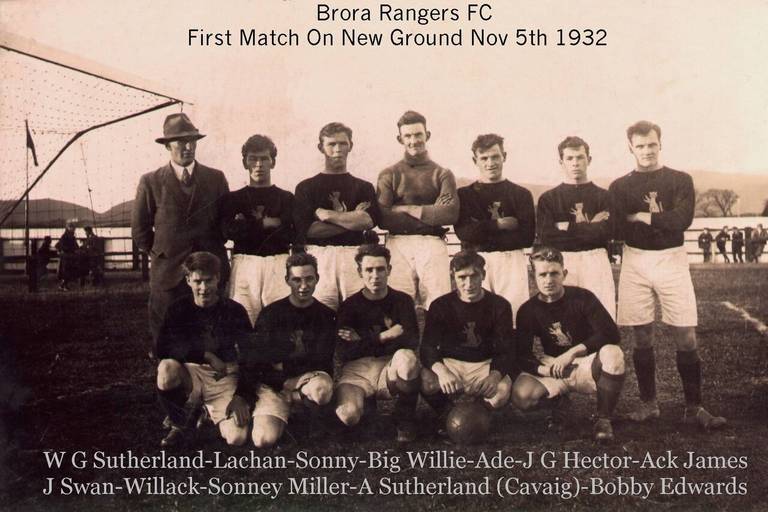 Brora Rangers FC
First Match On New Ground Nov 5th 1932
W G Sutherland-Lachan-Sonny-Big Willie-Ade-J G Hector-Ack James
J Swan-Willack-Sonney Miller-A Sutherland (Cavaig)-Bobby Edwards